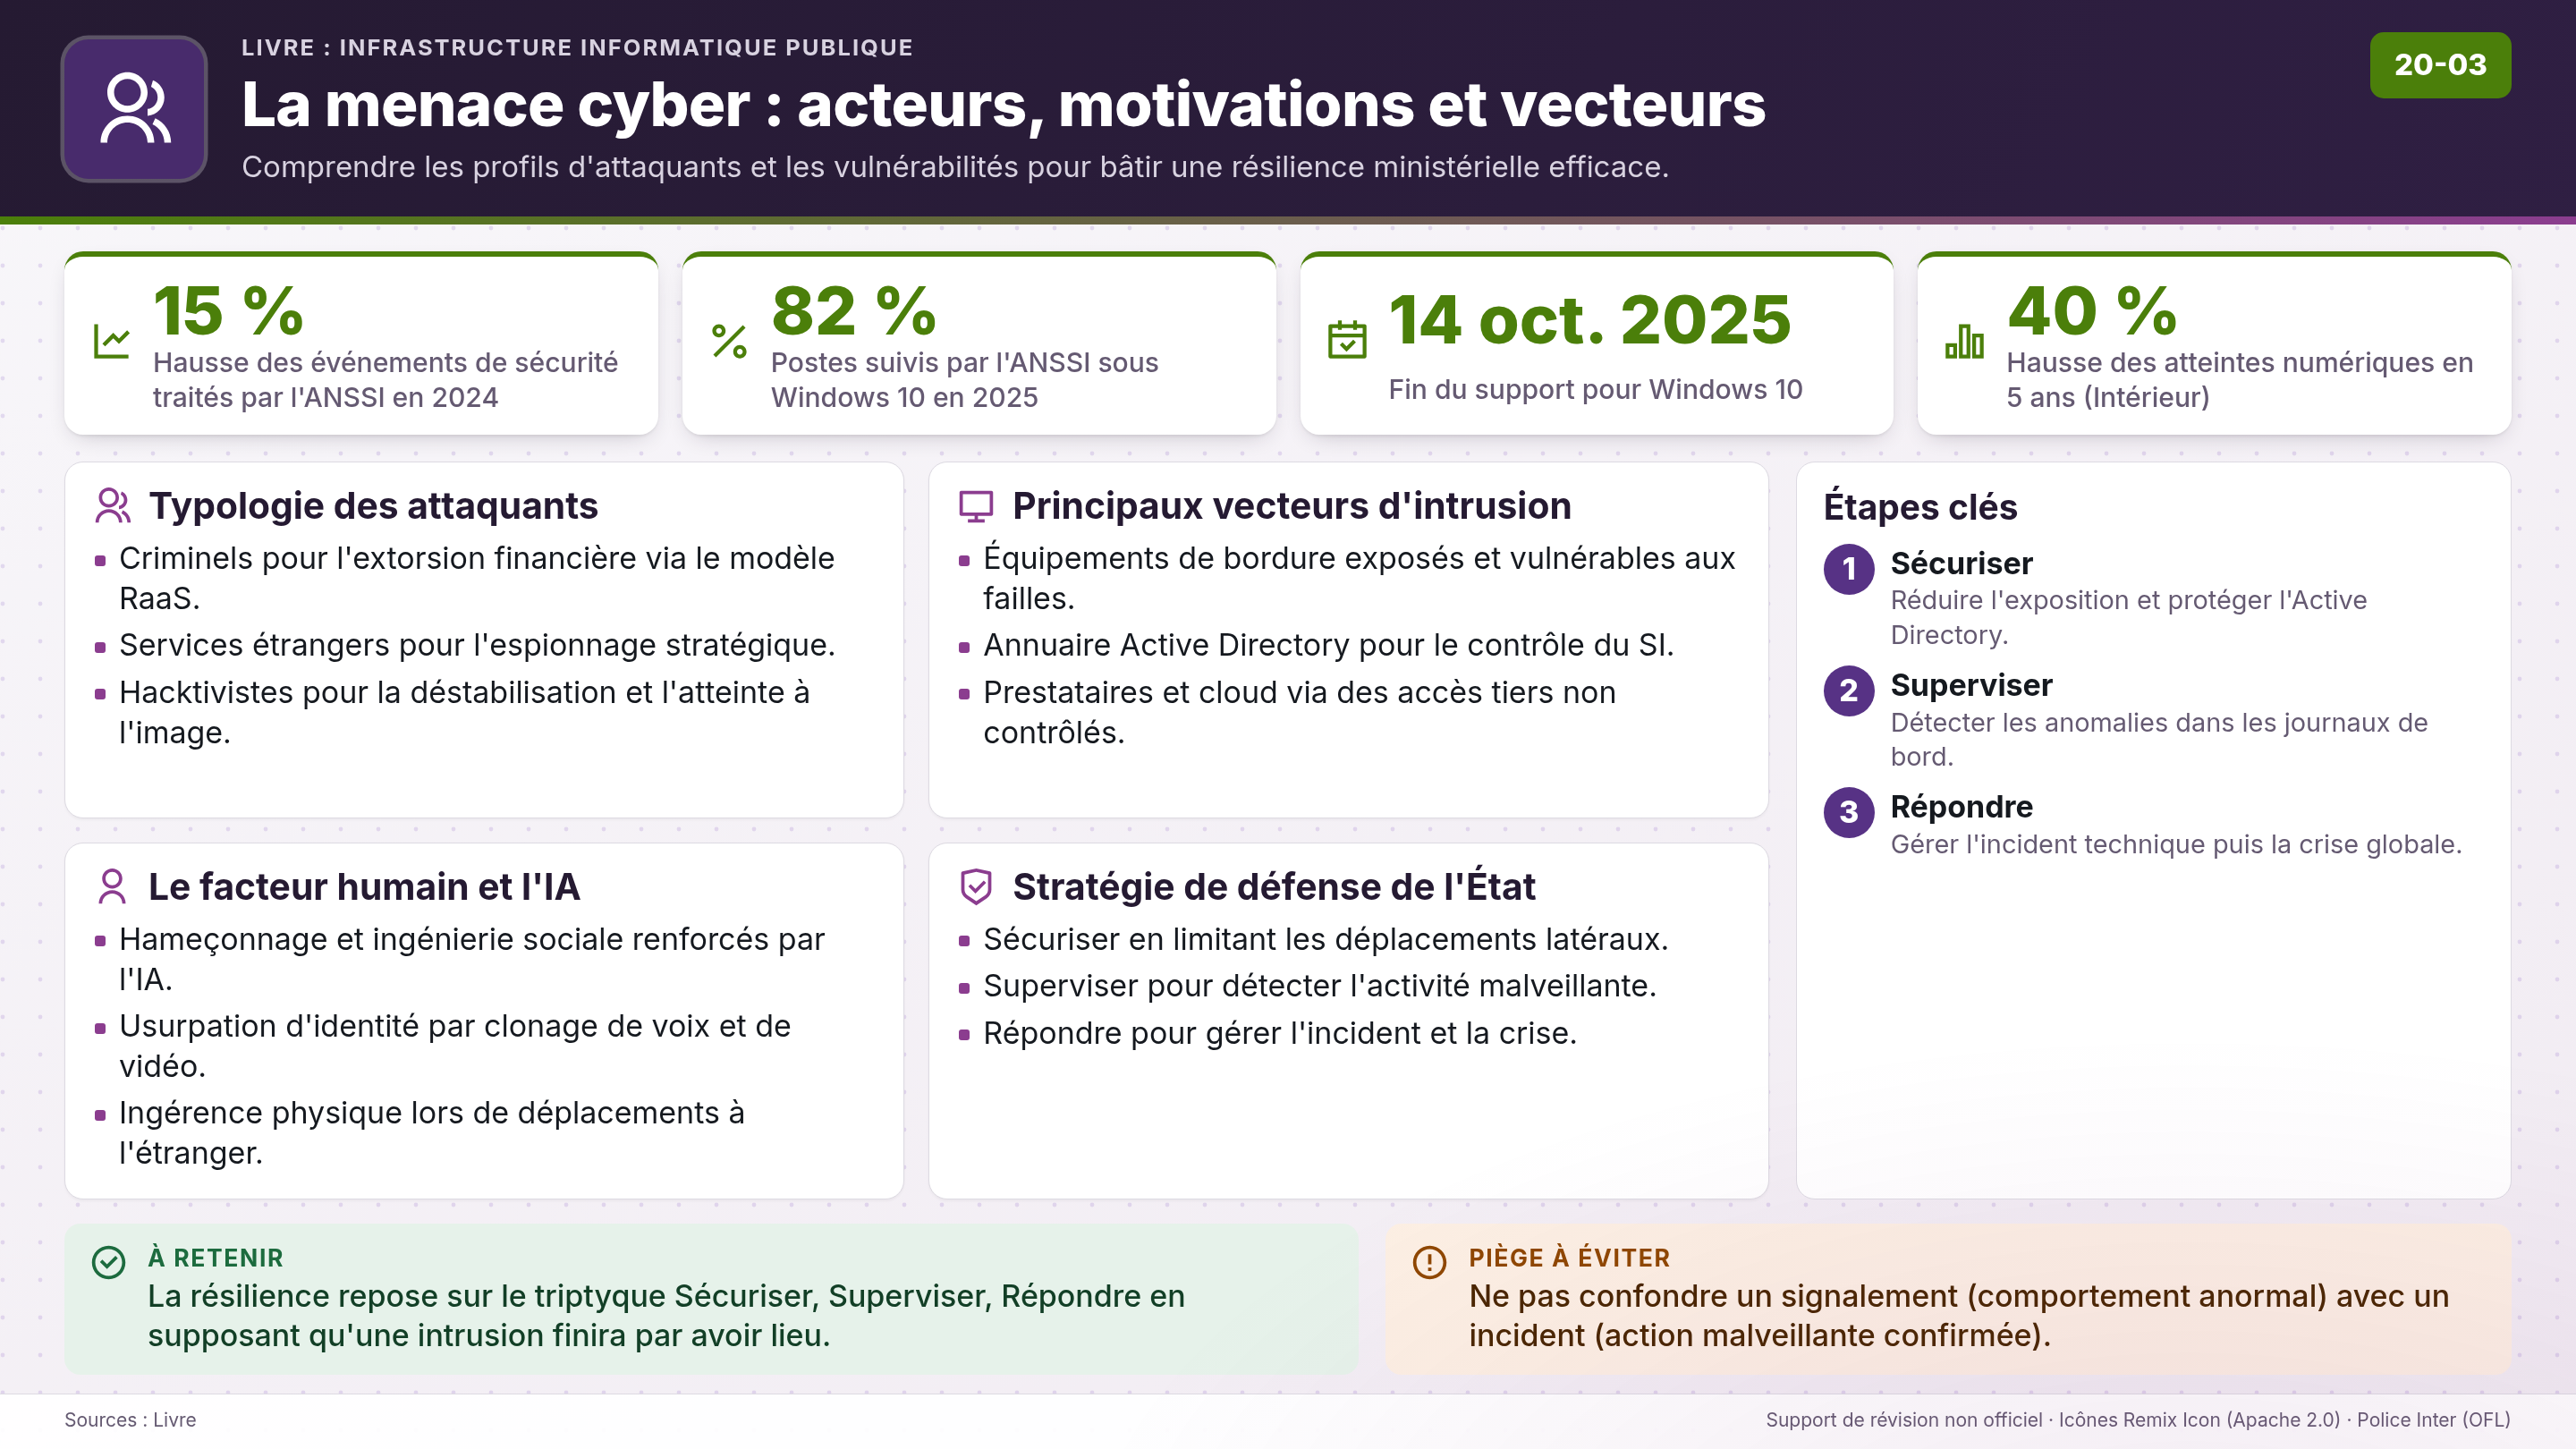 LIVRE : INFRASTRUCTURE INFORMATIQUE PUBLIQUE
La menace cyber : acteurs, motivations et vecteurs
Comprendre les profils d'attaquants et les vulnérabilités pour bâtir une résilience ministérielle efficace.
20-03
15 %
Hausse des événements de sécurité
traités par l'ANSSI en 2024
82 %
Postes suivis par l'ANSSI sous
Windows 10 en 2025
14 oct. 2025
Fin du support pour Windows 10
40 %
Hausse des atteintes numériques en
5 ans (Intérieur)
Typologie des attaquants
Criminels pour l'extorsion financière via le modèle
RaaS.
Services étrangers pour l'espionnage stratégique.
Hacktivistes pour la déstabilisation et l'atteinte à
l'image.
Principaux vecteurs d'intrusion
Équipements de bordure exposés et vulnérables aux
failles.
Annuaire Active Directory pour le contrôle du SI.
Prestataires et cloud via des accès tiers non
contrôlés.
Le facteur humain et l'IA
Hameçonnage et ingénierie sociale renforcés par
l'IA.
Usurpation d'identité par clonage de voix et de
vidéo.
Ingérence physique lors de déplacements à
l'étranger.
Stratégie de défense de l'État
Sécuriser en limitant les déplacements latéraux.
Superviser pour détecter l'activité malveillante.
Répondre pour gérer l'incident et la crise.
Étapes clés
1 Sécuriser
Réduire l'exposition et protéger l'Active
Directory.
2 Superviser
Détecter les anomalies dans les journaux de
bord.
3 Répondre
Gérer l'incident technique puis la crise globale.
À RETENIR
La résilience repose sur le triptyque Sécuriser, Superviser, Répondre en
supposant qu'une intrusion finira par avoir lieu.
PIÈGE À ÉVITER
Ne pas confondre un signalement (comportement anormal) avec un
incident (action malveillante confirmée).
Sources : Livre
Support de révision non officiel · Icônes Remix Icon (Apache 2.0) · Police Inter (OFL)